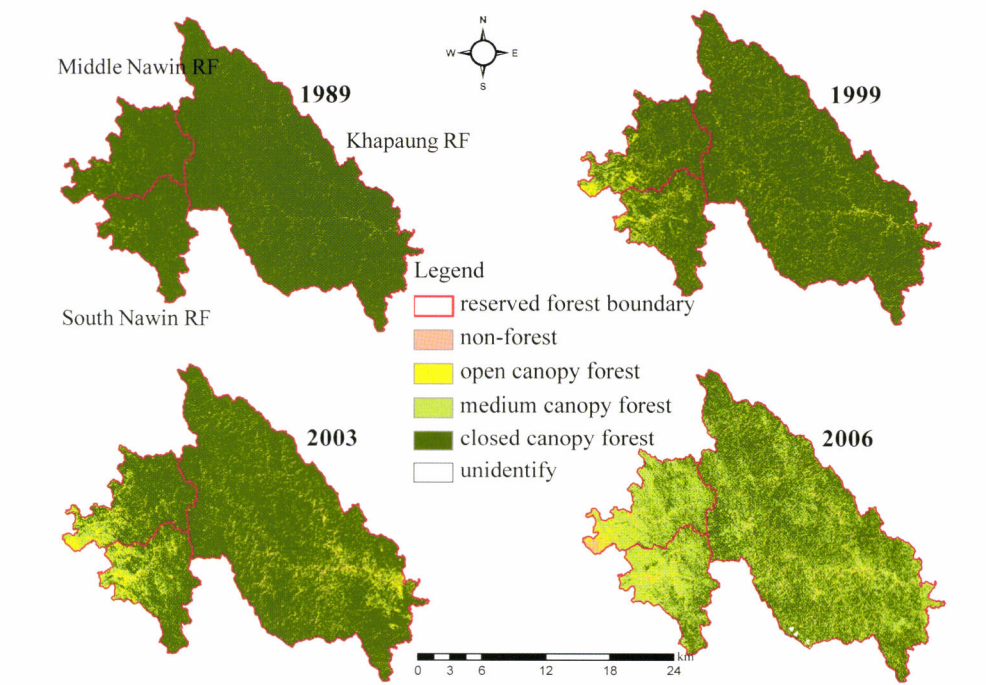 N
W E
S
Middle Nawin RF
1989
1999
Khapaung RF
South Nawin RF
Legend
reserved forest boundary
non-forest
open canopy forest
medium canopy forest
closed canopy forest
unidentify
2003
2006
km
0 3 6 12 18 24